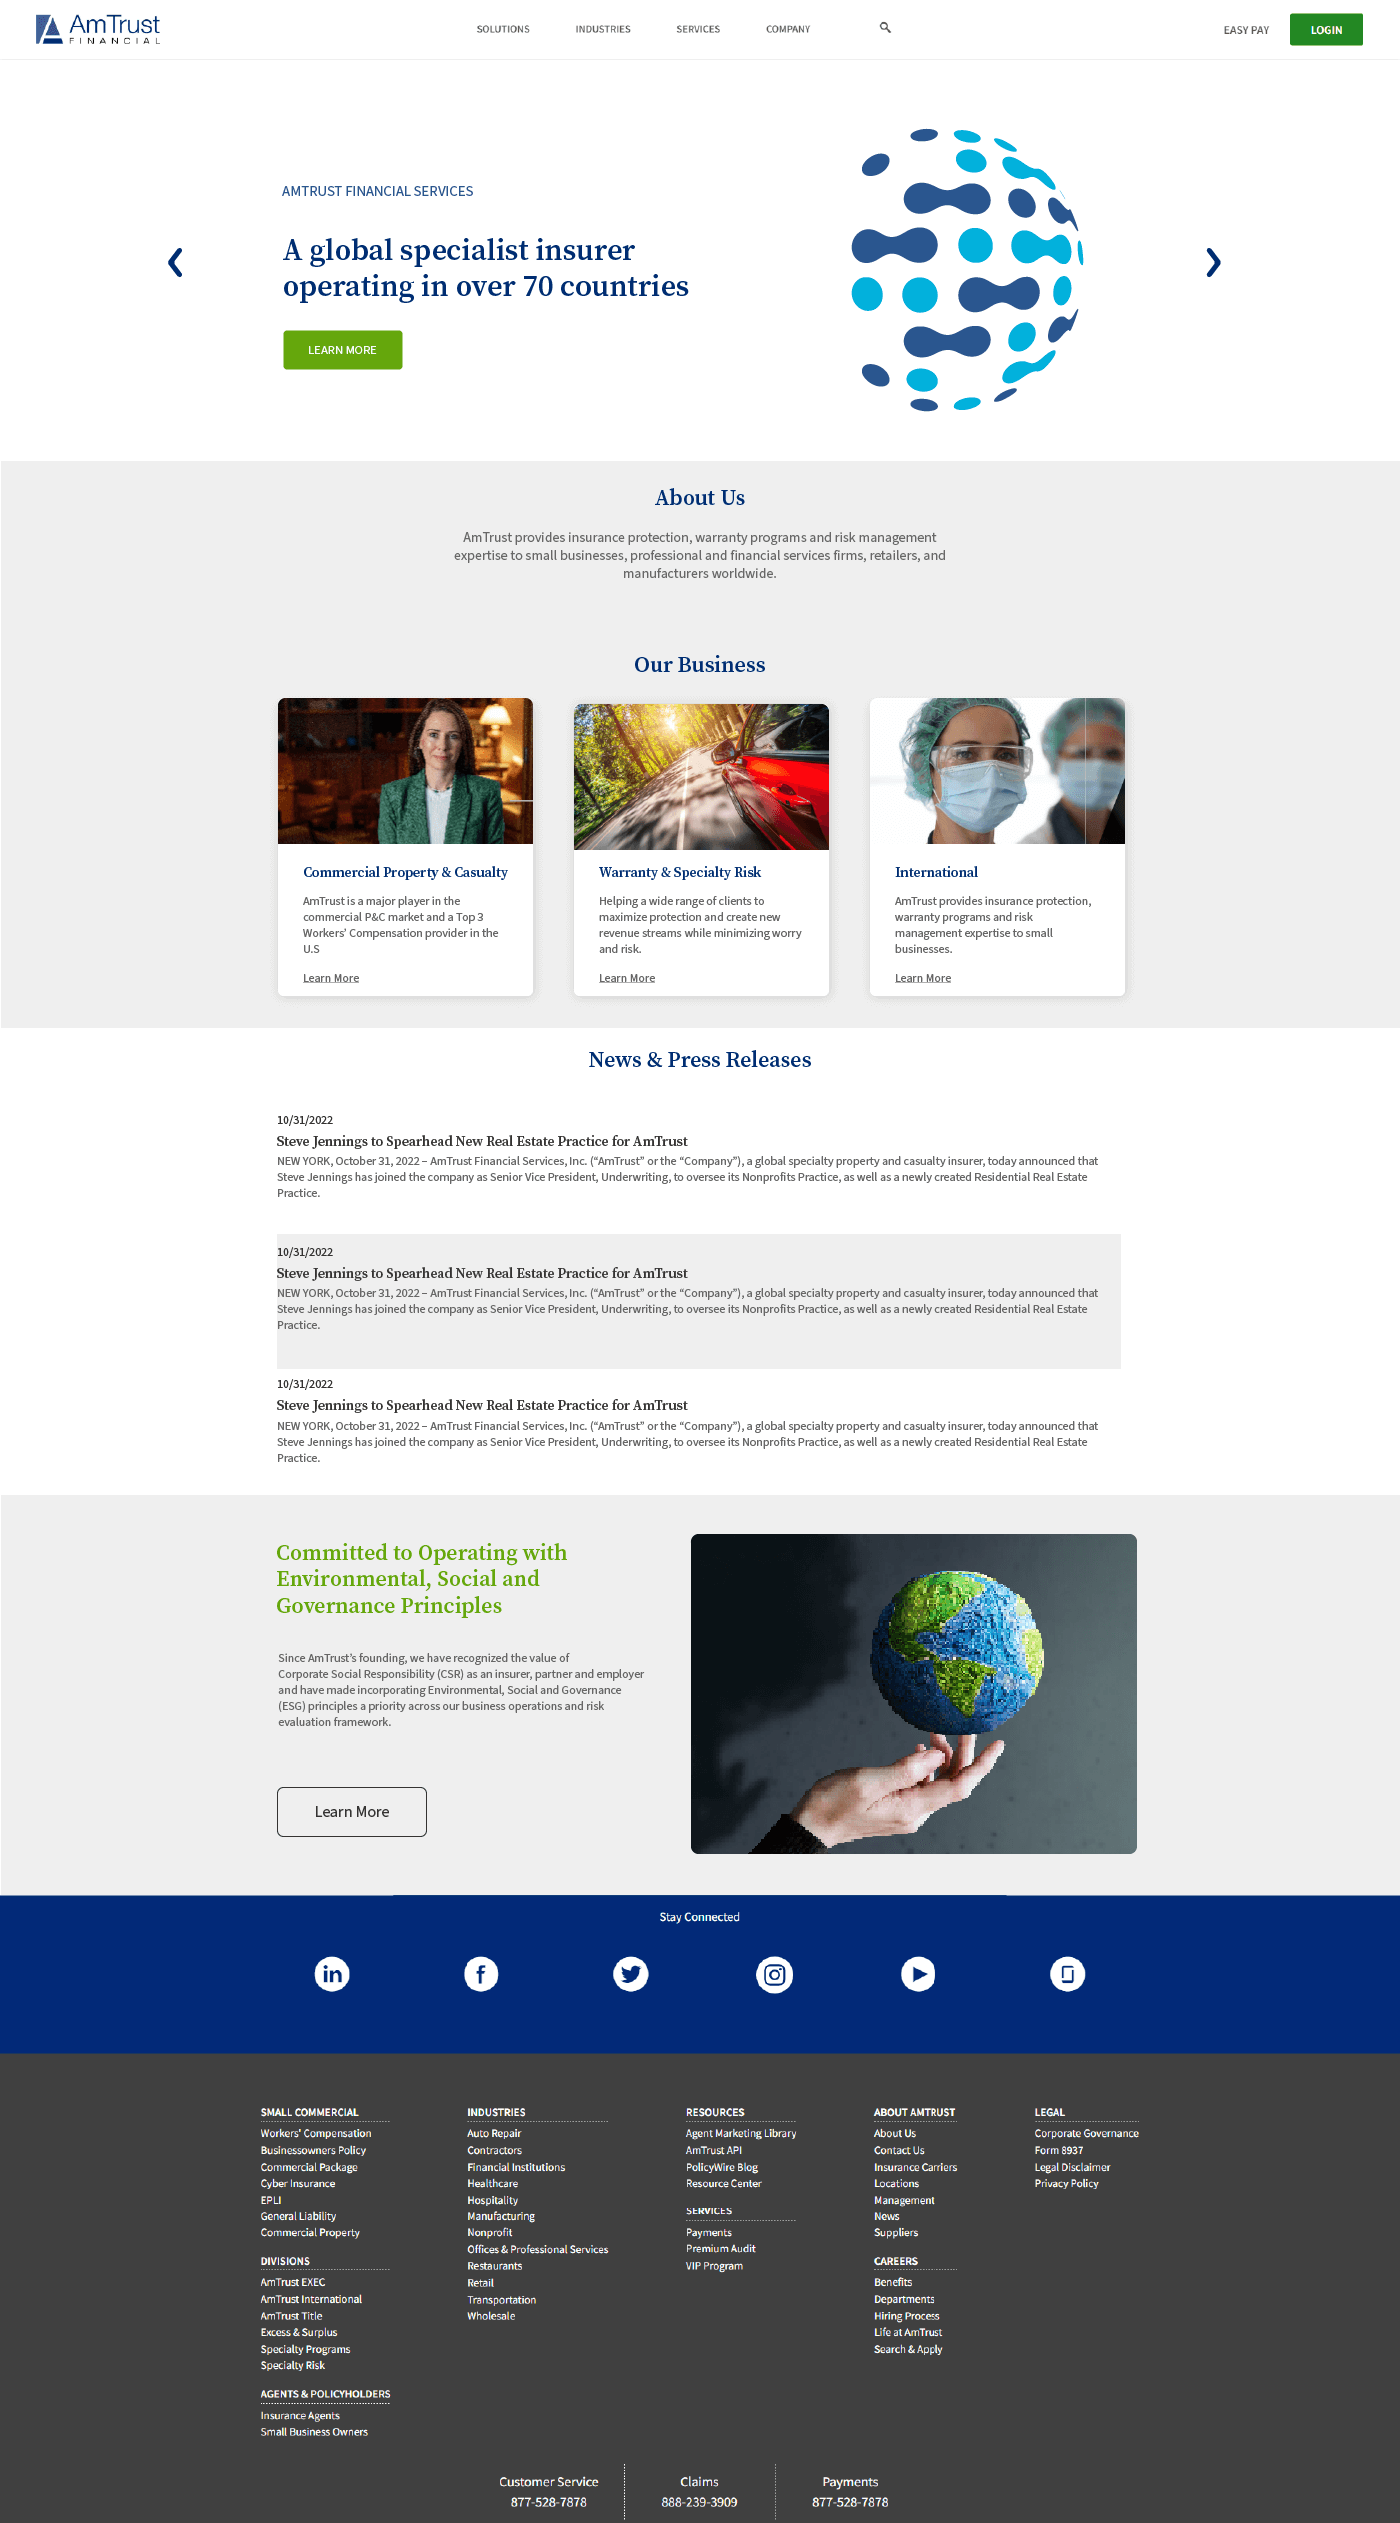 AmTrust
FINANCIAL
SOLUTIONS
INDUSTRIES
SERVICES
COMPANY
EASY PAY
LOGIN
AMTRUST FINANCIAL SERVICES
A global specialist insurer
operating in over 70 countries
LEARN MORE
About Us
AmTrust provides insurance protection, warranty programs and risk management
expertise to small businesses, professional and financial services firms, retailers, and
manufacturers worldwide.
Our Business
Commercial Property & Casualty
AmTrust is a major player in the
commercial P&C market and a Top 3
Workers' Compensation provider in the
U.S
Learn More
Warranty & Specialty Risk
Helping a wide range of clients to
maximize protection and create new
revenue streams while minimizing worry
and risk.
Learn More
International
AmTrust provides insurance protection,
warranty programs and risk
management expertise to small
businesses.
Learn More
News & Press Releases
10/31/2022
Steve Jennings to Spearhead New Real Estate Practice for AmTrust
NEW YORK, October 31, 2022 – AmTrust Financial Services, Inc. (“AmTrust” or the “Company”), a global specialty property and casualty insurer, today announced that
Steve Jennings has joined the company as Senior Vice President, Underwriting, to oversee its Nonprofits Practice, as well as a newly created Residential Real Estate
Practice.
10/31/2022
Steve Jennings to Spearhead New Real Estate Practice for AmTrust
NEW YORK, October 31, 2022 – AmTrust Financial Services, Inc. (“AmTrust” or the “Company”), a global specialty property and casualty insurer, today announced that
Steve Jennings has joined the company as Senior Vice President, Underwriting, to oversee its Nonprofits Practice, as well as a newly created Residential Real Estate
Practice.
10/31/2022
Steve Jennings to Spearhead New Real Estate Practice for AmTrust
NEW YORK, October 31, 2022 – AmTrust Financial Services, Inc. (“AmTrust” or the “Company”), a global specialty property and casualty insurer, today announced that
Steve Jennings has joined the company as Senior Vice President, Underwriting, to oversee its Nonprofits Practice, as well as a newly created Residential Real Estate
Practice.
Committed to Operating with
Environmental, Social and
Governance Principles
Since AmTrust’s founding, we have recognized the value of
Corporate Social Responsibility (CSR) as an insurer, partner and employer
and have made incorporating Environmental, Social and Governance
(ESG) principles a priority across our business operations and risk
evaluation framework.
Learn More
Stay Connected
SMALL COMMERCIAL
Workers' Compensation
Businessowners Policy
Commercial Package
Cyber Insurance
EPLI
General Liability
Commercial Property
DIVISIONS
AmTrust EXEC
AmTrust International
AmTrust Title
Excess & Surplus
Specialty Programs
Specialty Risk
AGENTS & POLICYHOLDERS
Insurance Agents
Small Business Owners
INDUSTRIES
Auto Repair
Contractors
Financial Institutions
Healthcare
Hospitality
Manufacturing
Nonprofit
Offices & Professional Services
Restaurants
Retail
Transportation
Wholesale
RESOURCES
Agent Marketing Library
AmTrust API
PolicyWire Blog
Resource Center
SERVICES
Payments
Premium Audit
VIP Program
ABOUT AMTRUST
About Us
Contact Us
Insurance Carriers
Locations
Management
News
Suppliers
CAREERS
Benefits
Departments
Hiring Process
Life at AmTrust
Search & Apply
LEGAL
Corporate Governance
Form 8937
Legal Disclaimer
Privacy Policy
Customer Service
877-528-7878
Claims
888-239-3909
Payments
877-528-7878